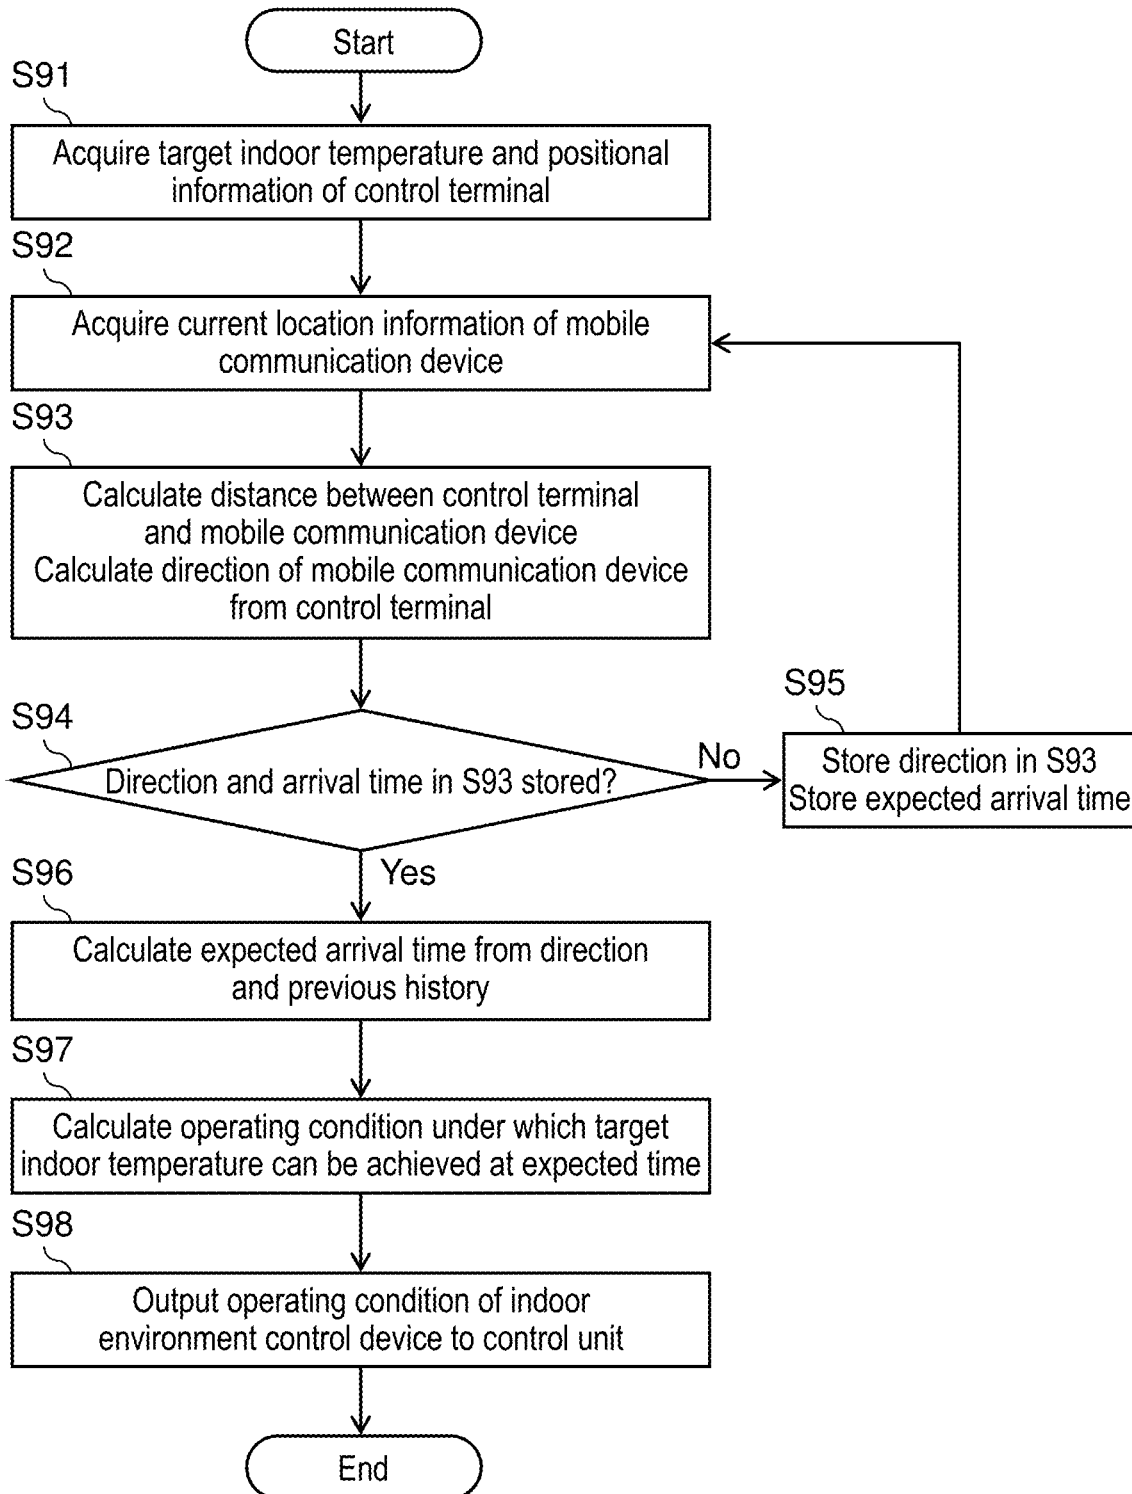 Start
S91
Acquire target indoor temperature and positional
information of control terminal
S92
Acquire current location information of mobile
communication device
S93
Calculate distance between control terminal
and mobile communication device
Calculate direction of mobile communication device
from control terminal
S94
Direction and arrival time in S93 stored?
No
S95
Store direction in S93
Store expected arrival time
Yes
S96
Calculate expected arrival time from direction
and previous history
S97
Calculate operating condition under which target
indoor temperature can be achieved at expected time
S98
Output operating condition of indoor
environment control device to control unit
End